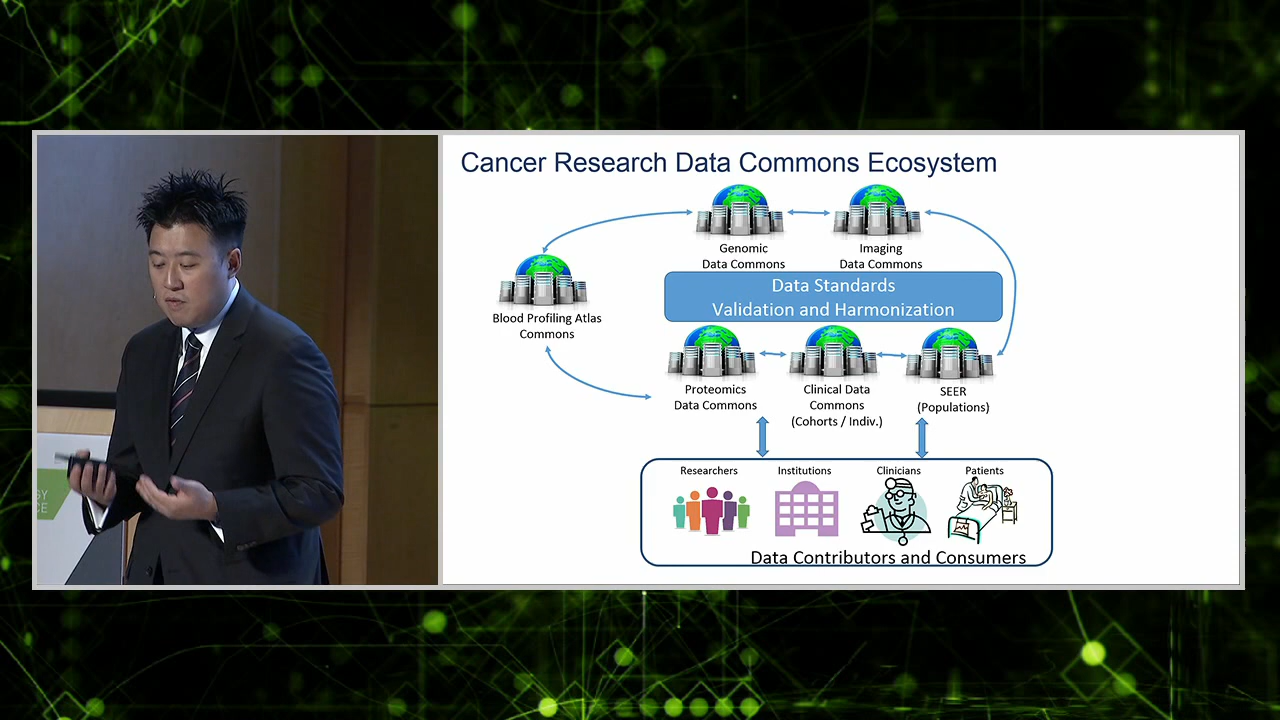 Cancer Research Data Commons Ecosystem
Genomic
Data Commons
Imaging
Data Commons
Data Standards
Validation and Harmonization
Blood Profiling Atlas
Commons
Proteomics
Data Commons
Clinical Data
Commons
(Cohorts / Indiv.)
SEER
(Populations)
Researchers
Institutions
Clinicians
Patients
Data Contributors and Consumers
GY
CE